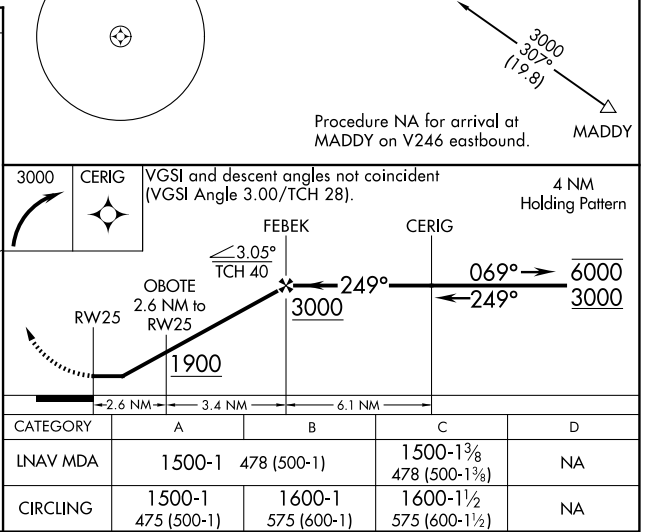 3000
307°
(19.8)
Procedure NA for arrival at
MADDY on V246 eastbound.
MADDY
3000
CERIG
VGSI and descent angles not coincident
(VGSI Angle 3.00/TCH 28).
4 NM
Holding Pattern
FEBEK
CERIG
3.05°
TCH 40
OBOTE
2.6 NM to
RW25
RW25
249°
069°
6000
249°
3000
3000
1900
2.6 NM
3.4 NM
6.1 NM
CATEGORY A B C D
LNAV MDA 1500-1 478 (500-1) 1500-1⅜ NA
478 (500-1⅜)
CIRCLING 1500-1 1600-1 1600-1½ NA
475 (500-1) 575 (600-1) 575 (600-1½)